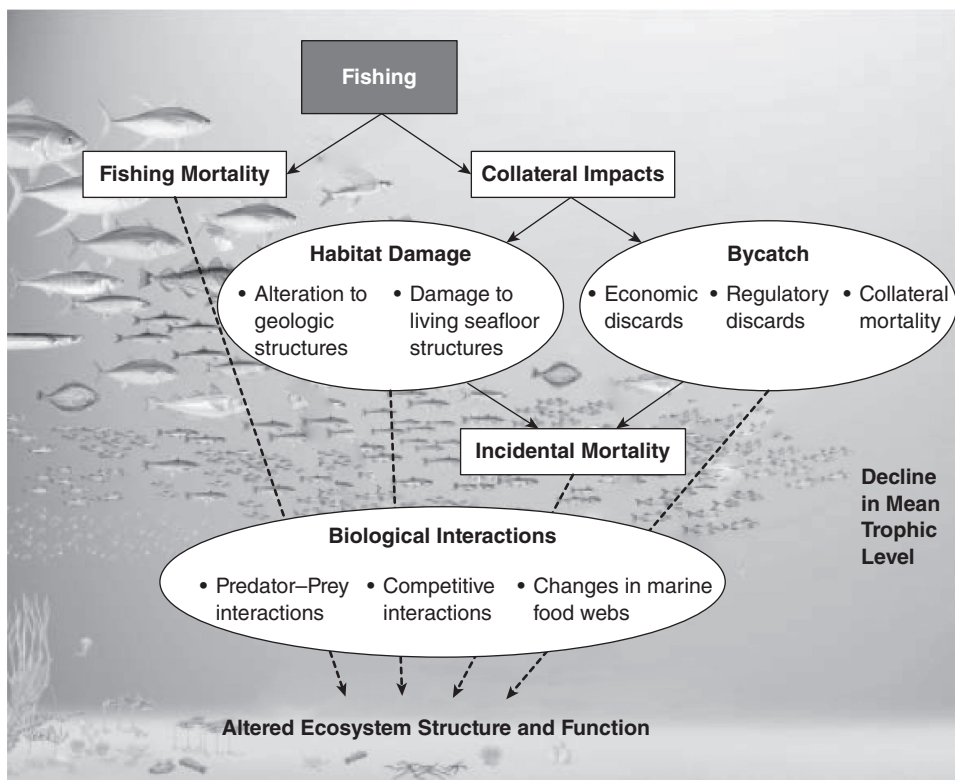 Fishing
Fishing Mortality
Collateral Impacts
Habitat Damage
• Alteration to
geologic
structures
• Damage to
living seafloor
structures
Bycatch
• Economic
discards
• Regulatory
discards
• Collateral
mortality
Incidental Mortality
Decline
in Mean
Trophic
Level
Biological Interactions
• Predator–Prey
interactions
• Competitive
interactions
• Changes in marine
food webs
Altered Ecosystem Structure and Function